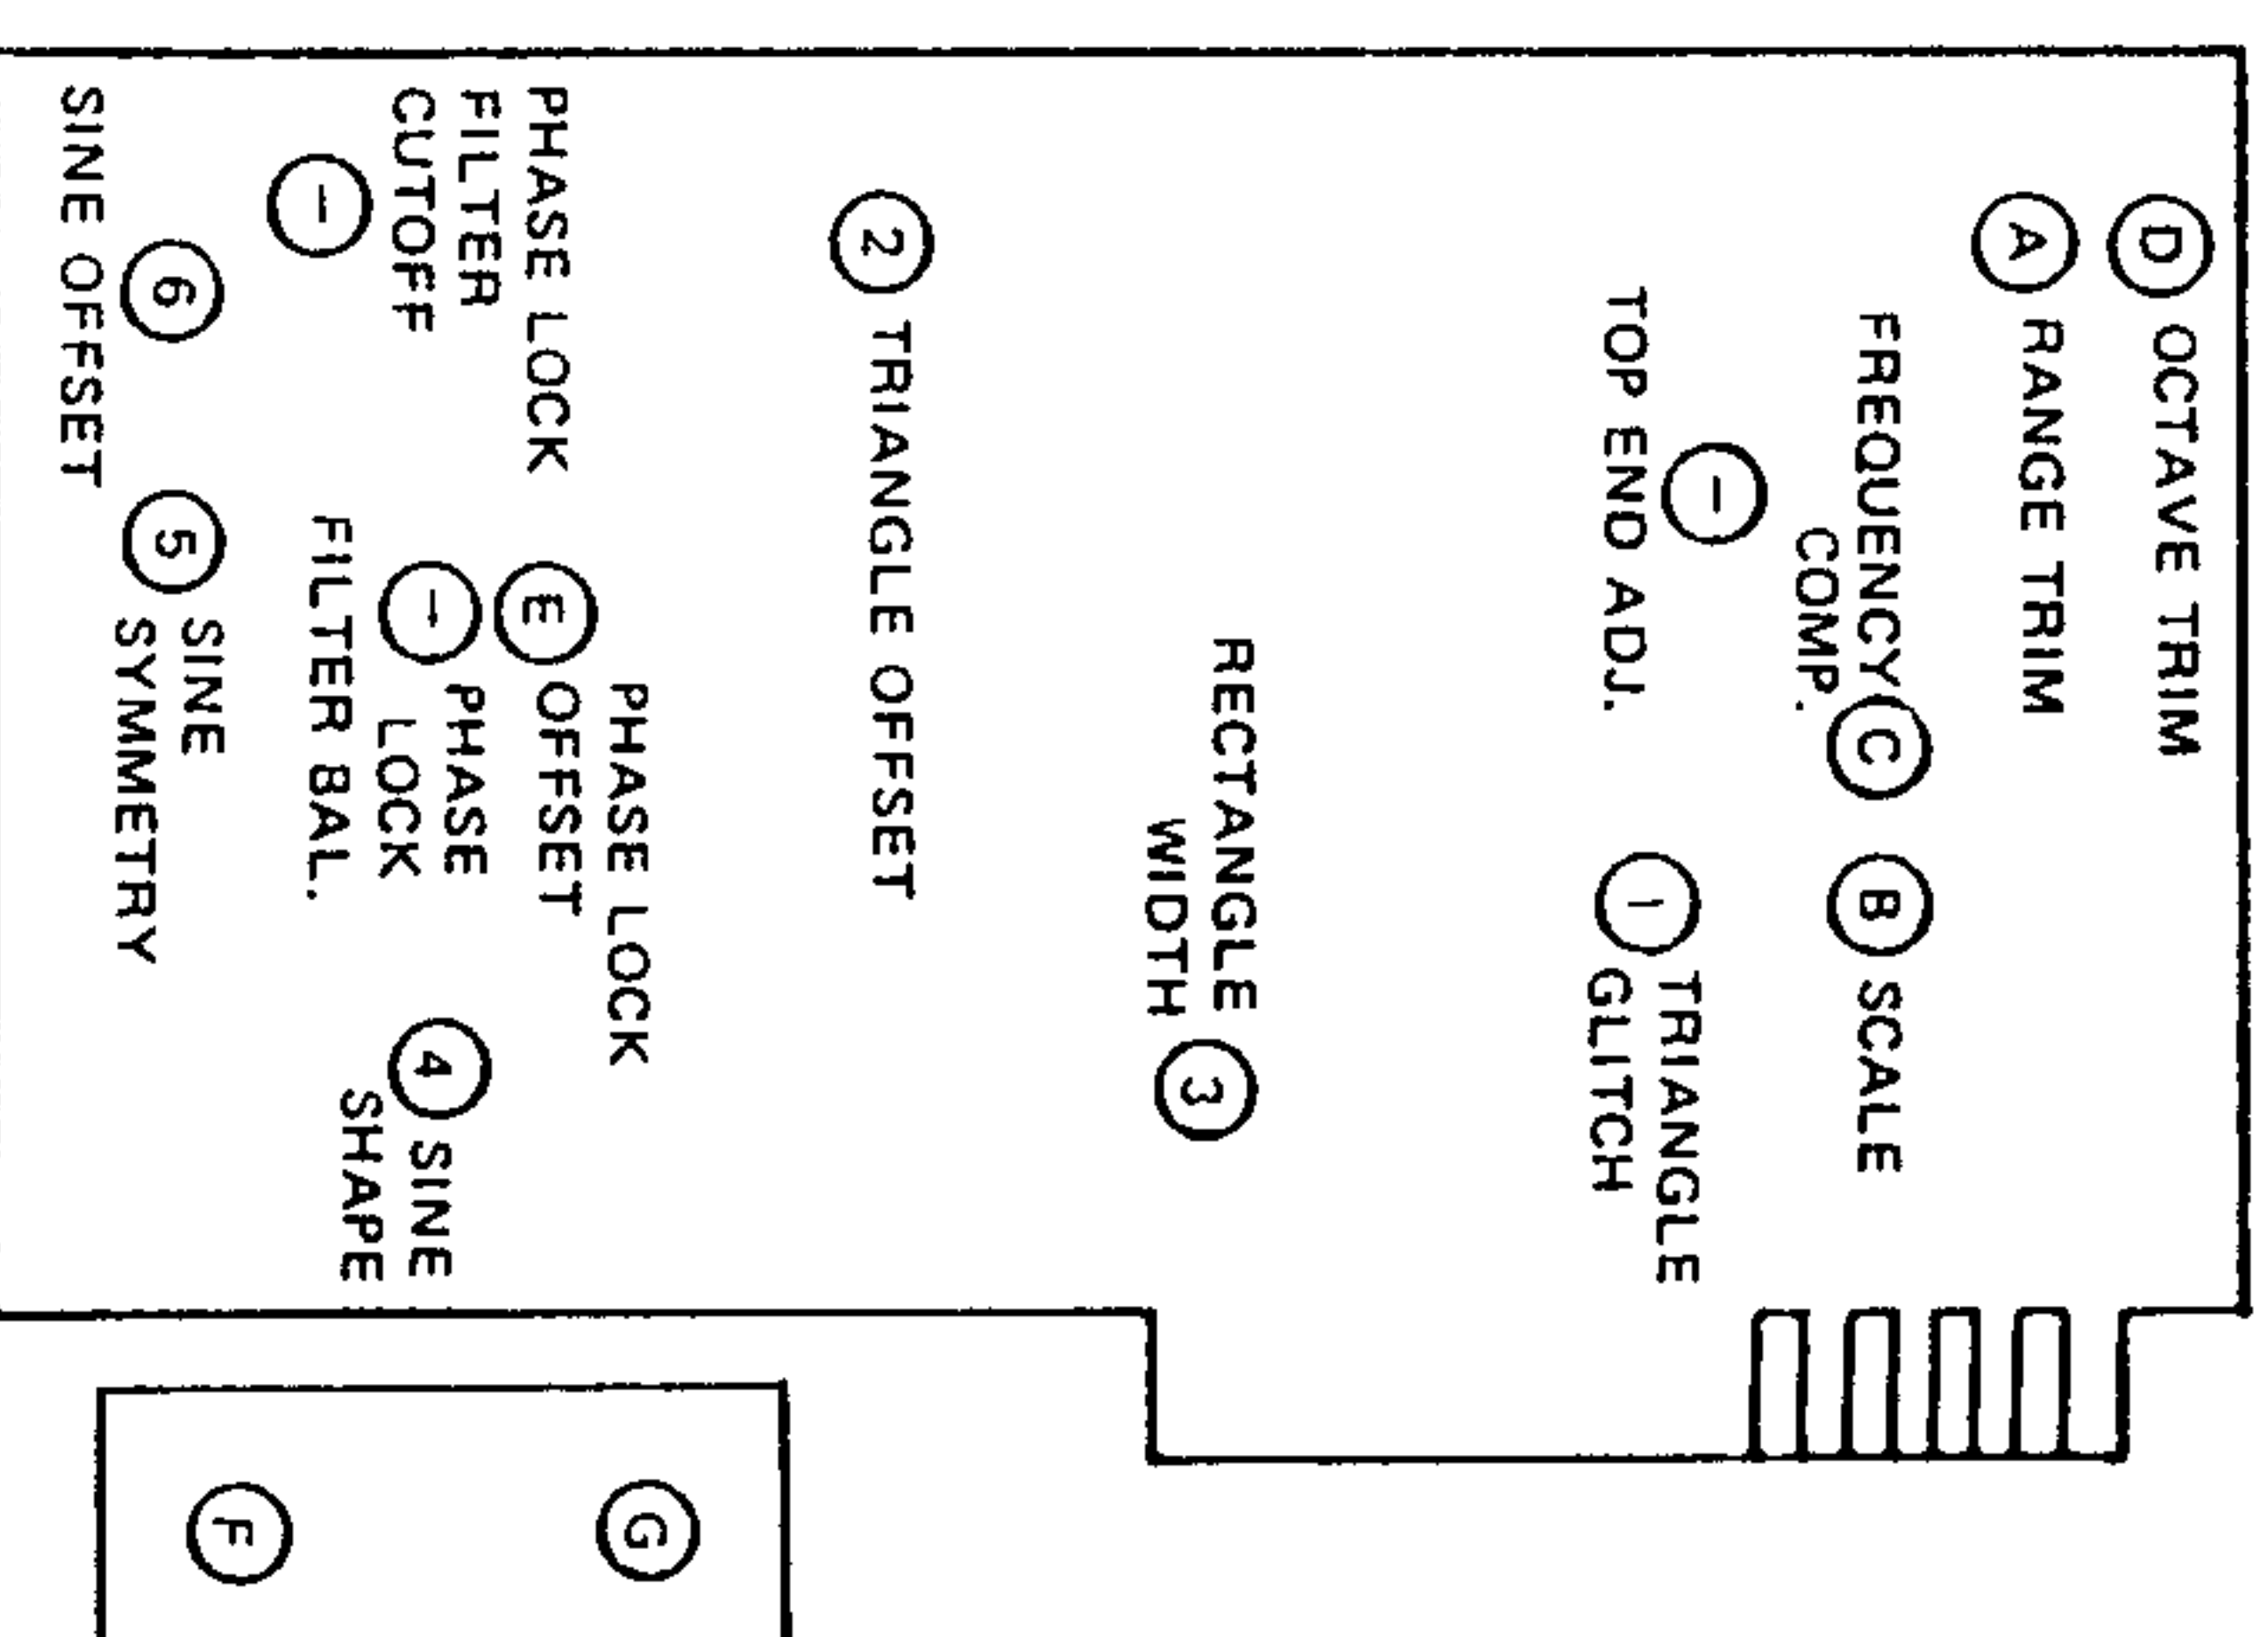 D OCTAVE TRIM
A RANGE TRIM
FREQUENCY C B SCALE
COMP.
-
TOP END ADJ.
1 TRIANGLE
GLITCH
RECTANGLE
WIDTH 3
2 TRIANGLE OFFSET
PHASE LOCK
FILTER
CUTOFF
-
PHASE LOCK
E OFFSET
- PHASE
LOCK
FILTER BAL.
4 SINE
SHAPE
6
SINE OFFSET
5 SINE
SYMMETRY
G
F